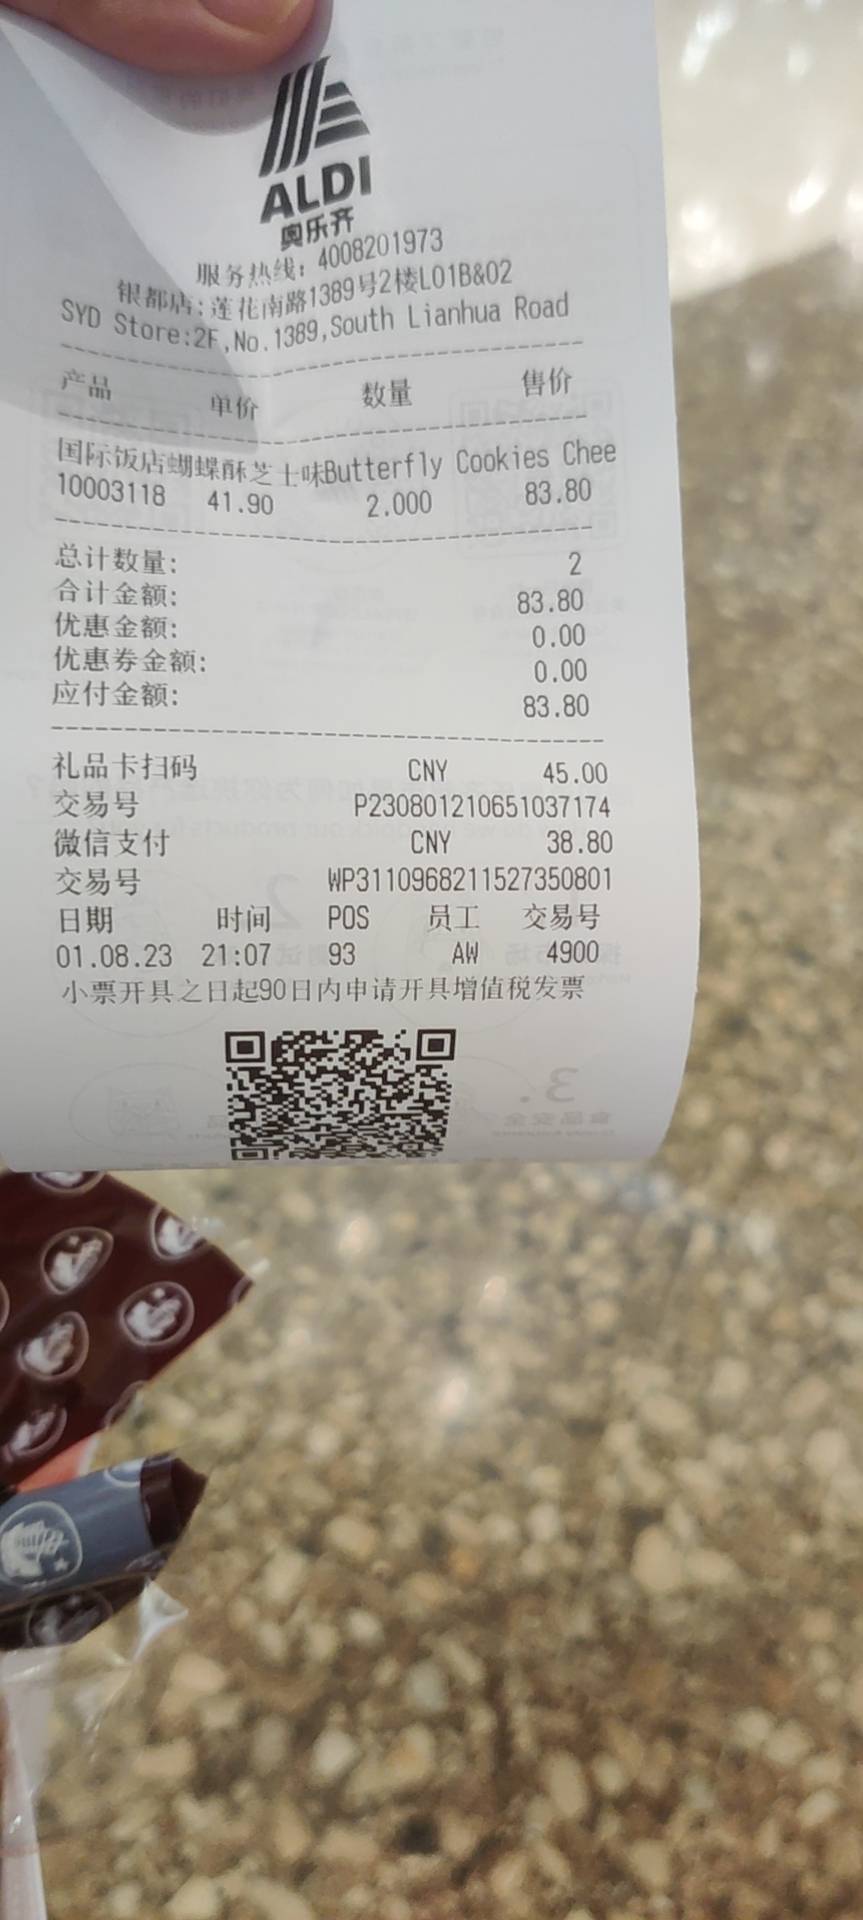 ALDI
奥乐齐
服务热线: 4008201973
银都店:莲花南路1389号2楼L01B&02
SYD Store:2F,No.1389,South Lianhua Road
产品 单价 数量 售价
国际饭店蝴蝶酥芝士味Butterfly Cookies Chee
10003118 41.90 2.000 83.80
总计数量: 2
合计金额: 83.80
优惠金额: 0.00
优惠券金额: 0.00
应付金额: 83.80
礼品卡扫码 CNY 45.00
交易号 P230801210651037174
微信支付 CNY 38.80
交易号 WP3110968211527350801
日期 时间 POS 员工 交易号
01.08.23 21:07 93 AW 4900
小票开具之日起90日内申请开具增值税发票